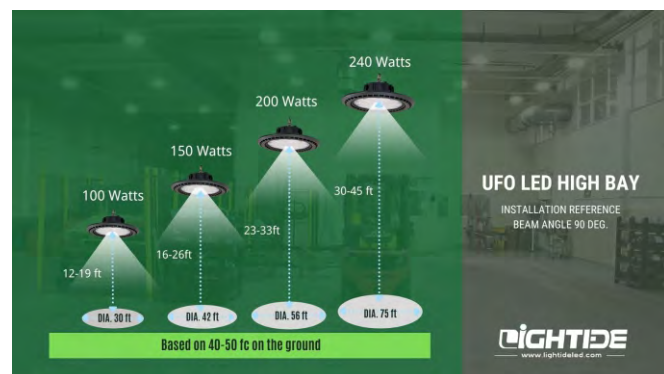 240 Watts
200 Watts
150 Watts
100 Watts
30-45 ft
23-33ft
16-26ft
12-19 ft
DIA. 30 ft
DIA. 42 ft
DIA. 56 ft
DIA. 75 ft
Based on 40-50 fc on the ground
UFO LED HIGH BAY
INSTALLATION REFERENCE
BEAM ANGLE 90 DEG.
LIGHTIDE
www.lightideled.com